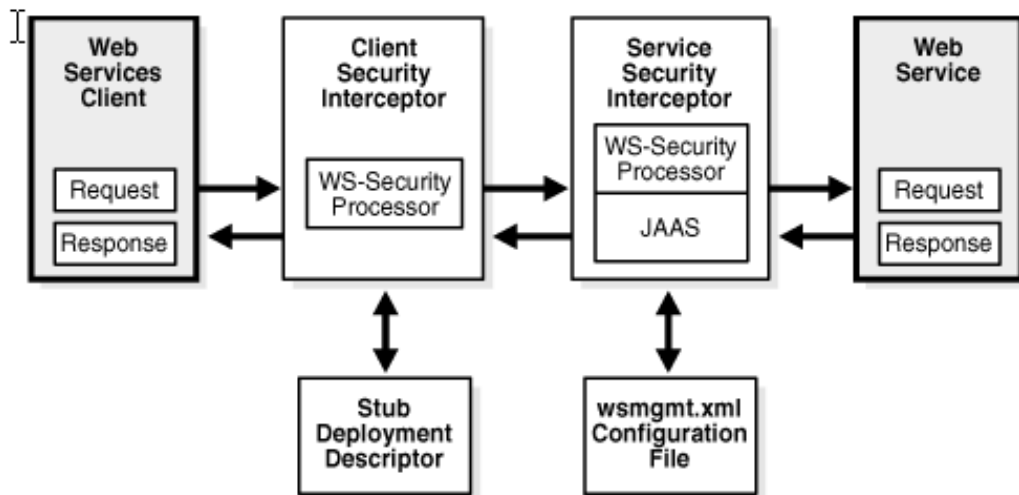 Web
Services
Client
Request
Response
Client
Security
Interceptor
WS-Security
Processor
Service
Security
Interceptor
WS-Security
Processor
JAAS
Web
Service
Request
Response
Stub
Deployment
Descriptor
wsmgmt.xml
Configuration
File